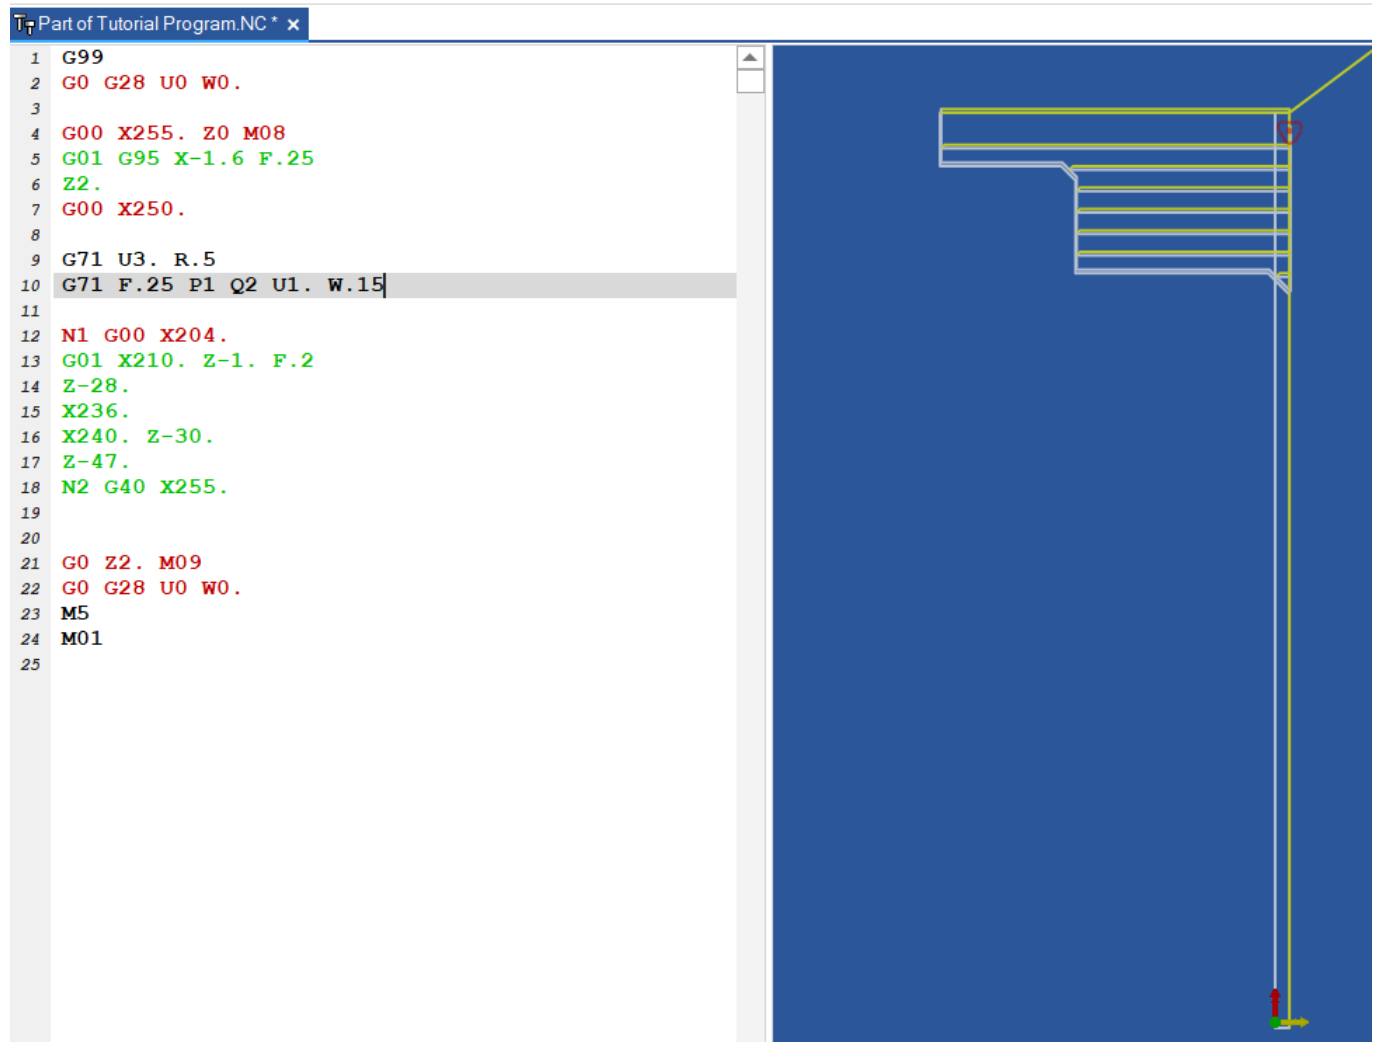 Part of Tutorial Program.NC *
1 G99
2 G0 G28 U0 W0.
3
4 G00 X255. Z0 M08
5 G01 G95 X-1.6 F.25
6 Z2.
7 G00 X250.
8
9 G71 U3. R.5
10 G71 F.25 P1 Q2 U1. W.15
11
12 N1 G00 X204.
13 G01 X210. Z-1. F.2
14 Z-28.
15 X236.
16 X240. Z-30.
17 Z-47.
18 N2 G40 X255.
19
20
21 G0 Z2. M09
22 G0 G28 U0 W0.
23 M5
24 M01
25